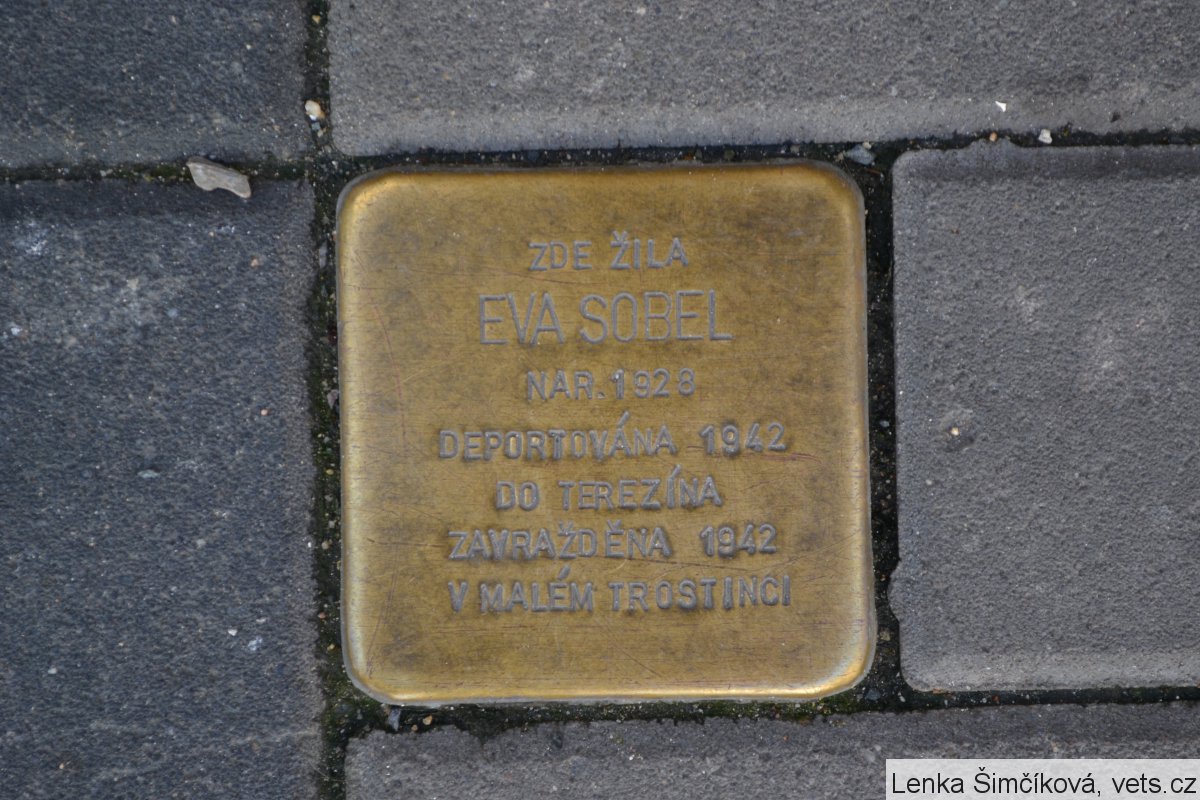 ZDE ŽILA
EVA SOBEL
NAR. 1928
DEPORTOVÁNA 1942
DO TEREZÍNA
ZAVRAŽDĚNA 1942
V MALÉM TROSTINCI
Lenka Šimčíková, vets.cz